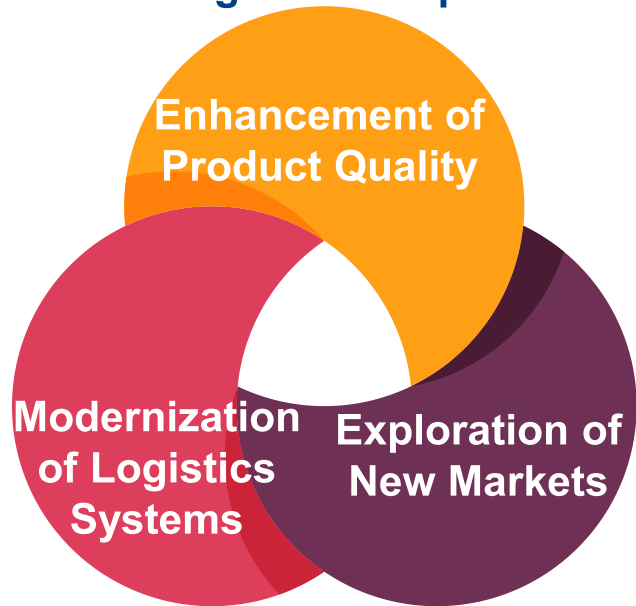 Enhancement of
Product Quality
Modernization
of Logistics
Systems
Exploration of
New Markets